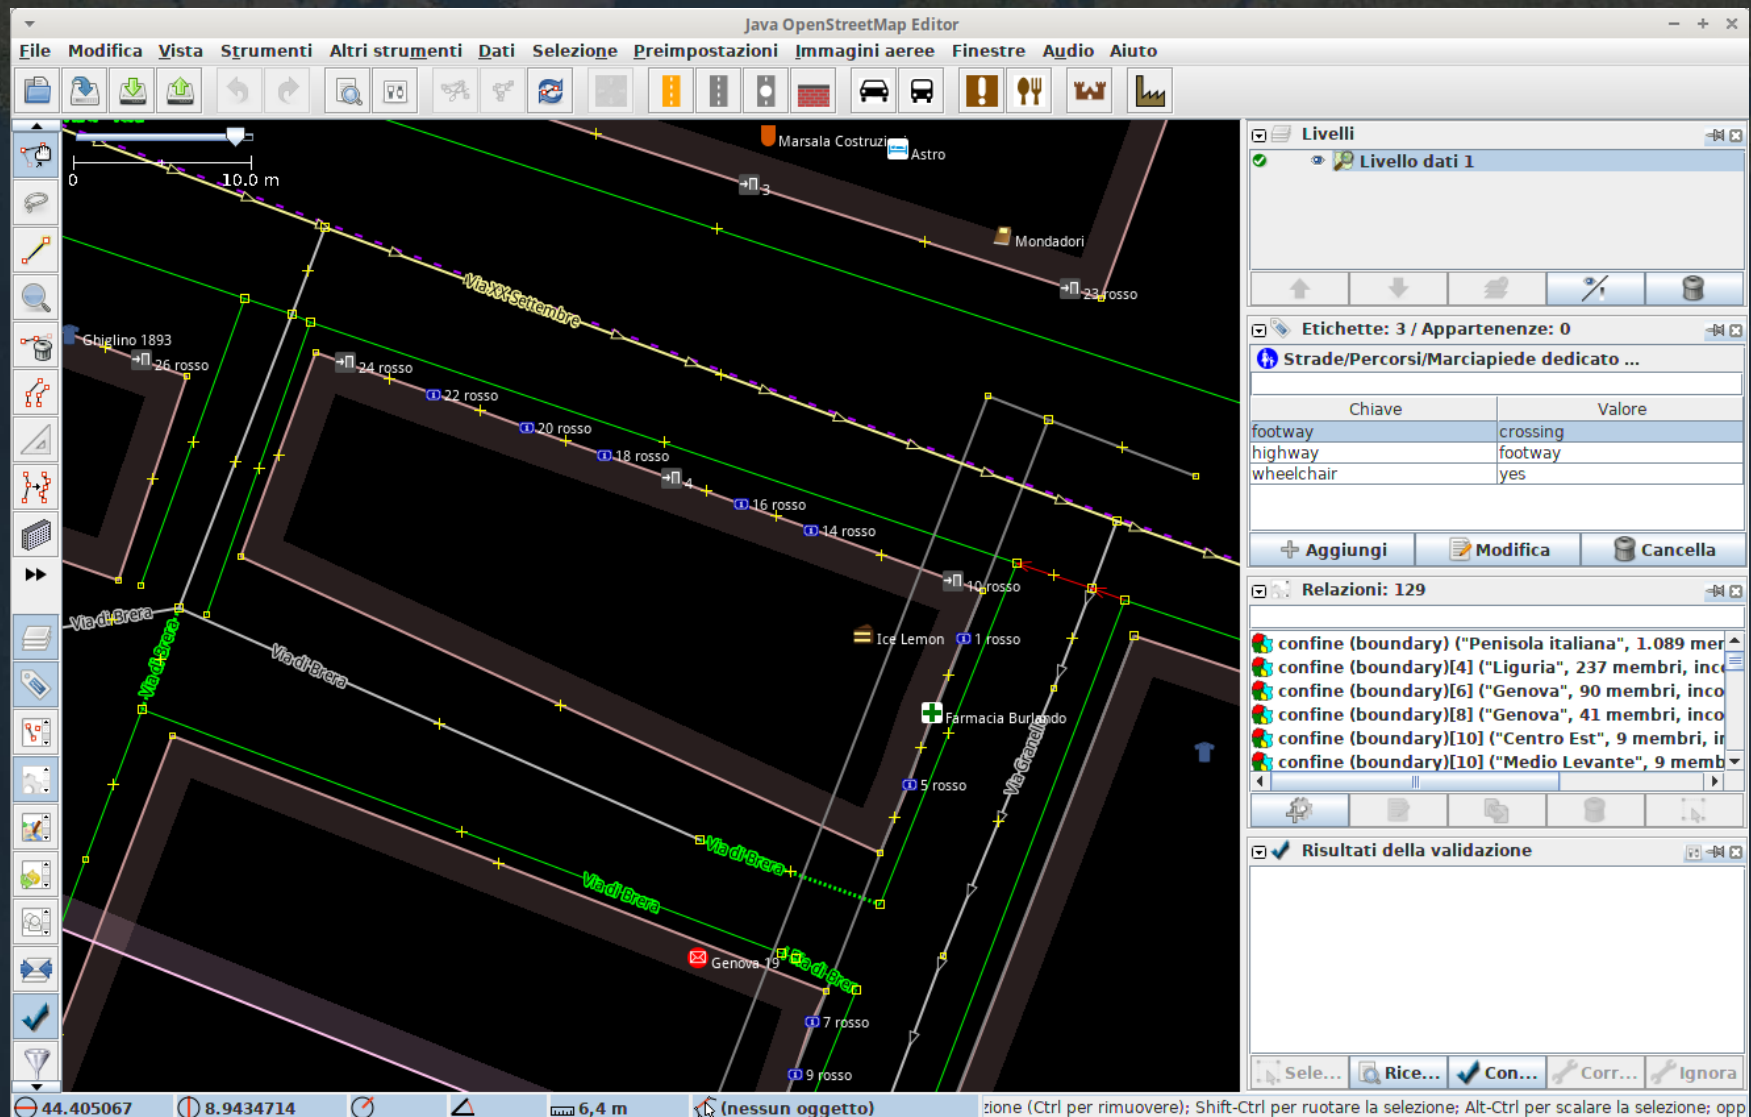 Java OpenStreetMap Editor
File Modifica Vista Strumenti Altri strumenti Dati Selezione Preimpostazioni Immagini aeree Finestre Audio Aiuto
0 10.0 m
Marsala Costruzi
Astro
3
Mondadori
23 rosso
Via XX Settembre
Ghiglino 1893
26 rosso
24 rosso
22 rosso
20 rosso
18 rosso
4
16 rosso
14 rosso
10 rosso
Ice Lemon
1 rosso
Via di Brera
Via di Brera
Via di Brera
Farmacia Burlando
Via Granello
5 rosso
Via di Brera
Via di Brera
Genova 19
Via di Brer
7 rosso
9 rosso
Livelli
Livello dati 1
Etichette: 3 / Appartenenze: 0
Strade/Percorsi/Marciapiede dedicato ...
Chiave Valore
footway crossing
highway footway
wheelchair yes
Aggiungi Modifica Cancella
Relazioni: 129
confine (boundary) ("Penisola italiana", 1.089 mer
confine (boundary)[4] ("Liguria", 237 membri, inc
confine (boundary)[6] ("Genova", 90 membri, inco
confine (boundary)[8] ("Genova", 41 membri, inco
confine (boundary)[10] ("Centro Est", 9 membri, ir
confine (boundary)[10] ("Medio Levante", 9 memb
Risultati della validazione
Sele... Rice... Con... Corr... Ignora
44.405067 8.9434714 6,4 m (nessun oggetto) zione (Ctrl per rimuovere); Shift-Ctrl per ruotare la selezione; Alt-Ctrl per scalare la selezione; opp